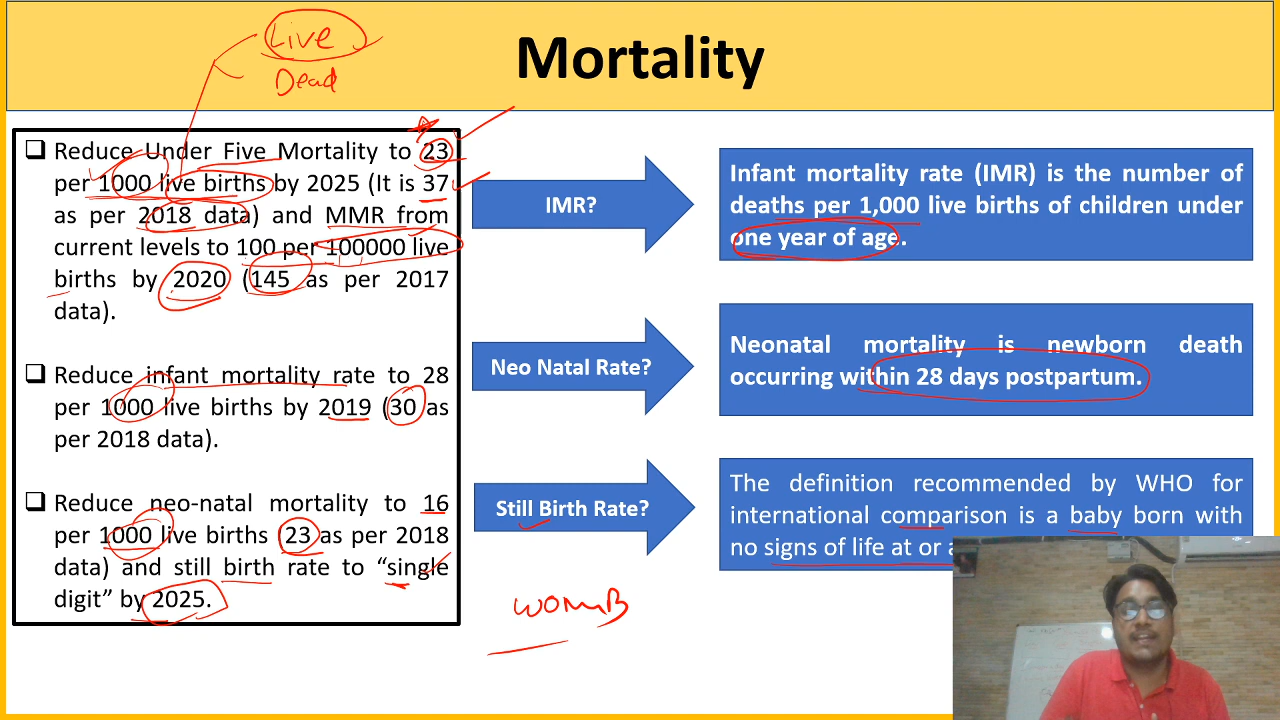 Mortality
Live
Dead
Reduce Under Five Mortality to 23
per 1000 live births by 2025 (It is 37
as per 2018 data) and MMR from
current levels to 100 per 100000 live
births by 2020 (145 as per 2017
data).
Reduce infant mortality rate to 28
per 1000 live births by 2019 (30 as
per 2018 data).
Reduce neo-natal mortality to 16
per 1000 live births (23 as per 2018
data) and still birth rate to “single
digit” by 2025.
IMR?
Infant mortality rate (IMR) is the number of
deaths per 1,000 live births of children under
one year of age.
Neo Natal Rate?
Neonatal mortality is newborn death
occurring within 28 days postpartum.
Still Birth Rate?
The definition recommended by WHO for
international comparison is a baby born with
no signs of life at or
womB